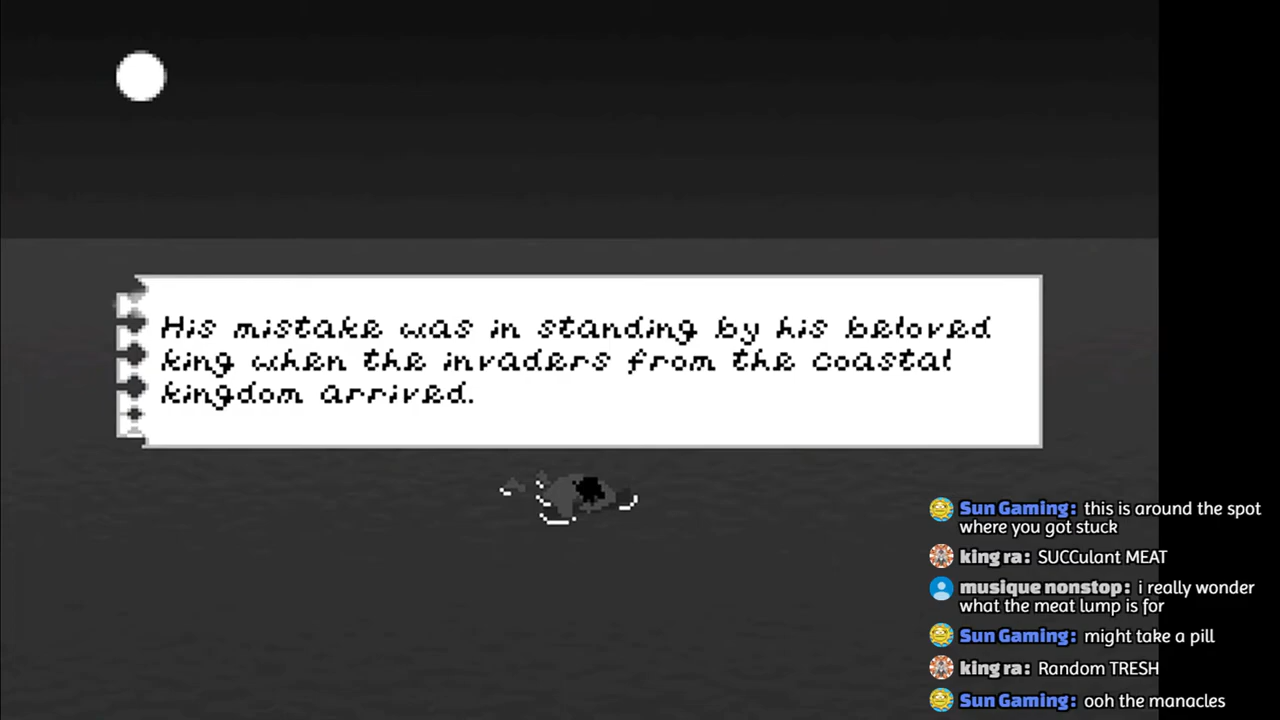 His mistake was in standing by his beloved
king when the invaders from the coastal
kingdom arrived.
Sun Gaming: this is around the spot
where you got stuck
king ra: SUCCulant MEAT
musique nonstop: i really wonder
what the meat lump is for
Sun Gaming: might take a pill
king ra: Random TRESH
Sun Gaming: ooh the manacles